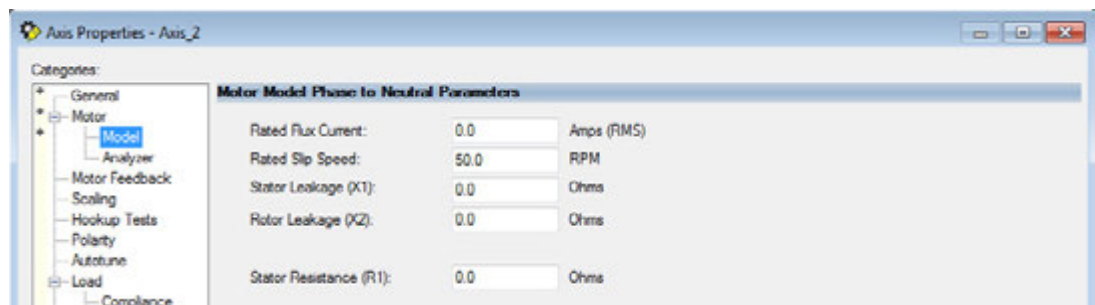 Axis Properties - Axis_2
Categories:
* General
* Motor
* Model
Analyzer
Motor Feedback
Scaling
Hookup Tests
Polarity
Autotune
Load
Compliance
Motor Model Phase to Neutral Parameters
Rated Flux Current: 0.0 Amps (RMS)
Rated Slip Speed: 50.0 RPM
Stator Leakage (X1): 0.0 Ohms
Rotor Leakage (X2): 0.0 Ohms
Stator Resistance (R1): 0.0 Ohms